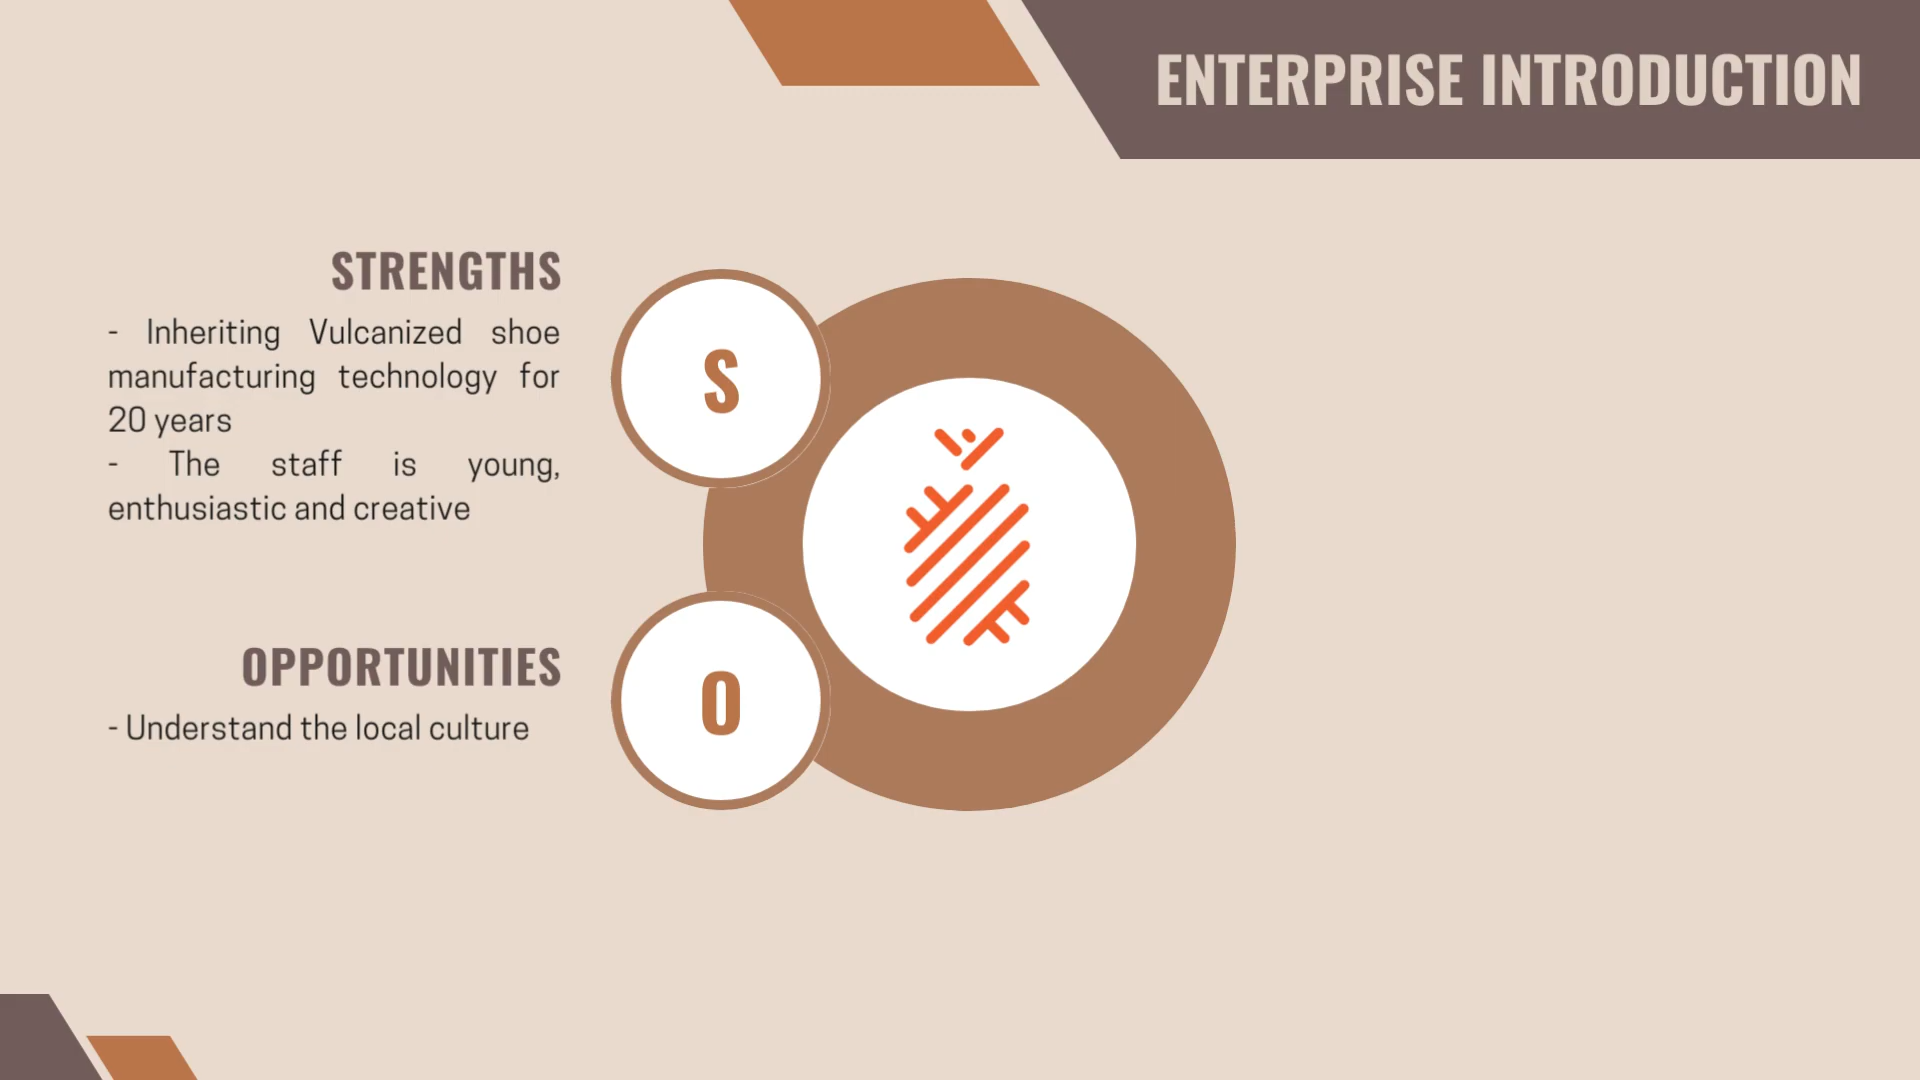 ENTERPRISE INTRODUCTION
STRENGTHS
- Inheriting Vulcanized shoe
manufacturing technology for
20 years
- The staff is young,
enthusiastic and creative
S
OPPORTUNITIES
- Understand the local culture
O